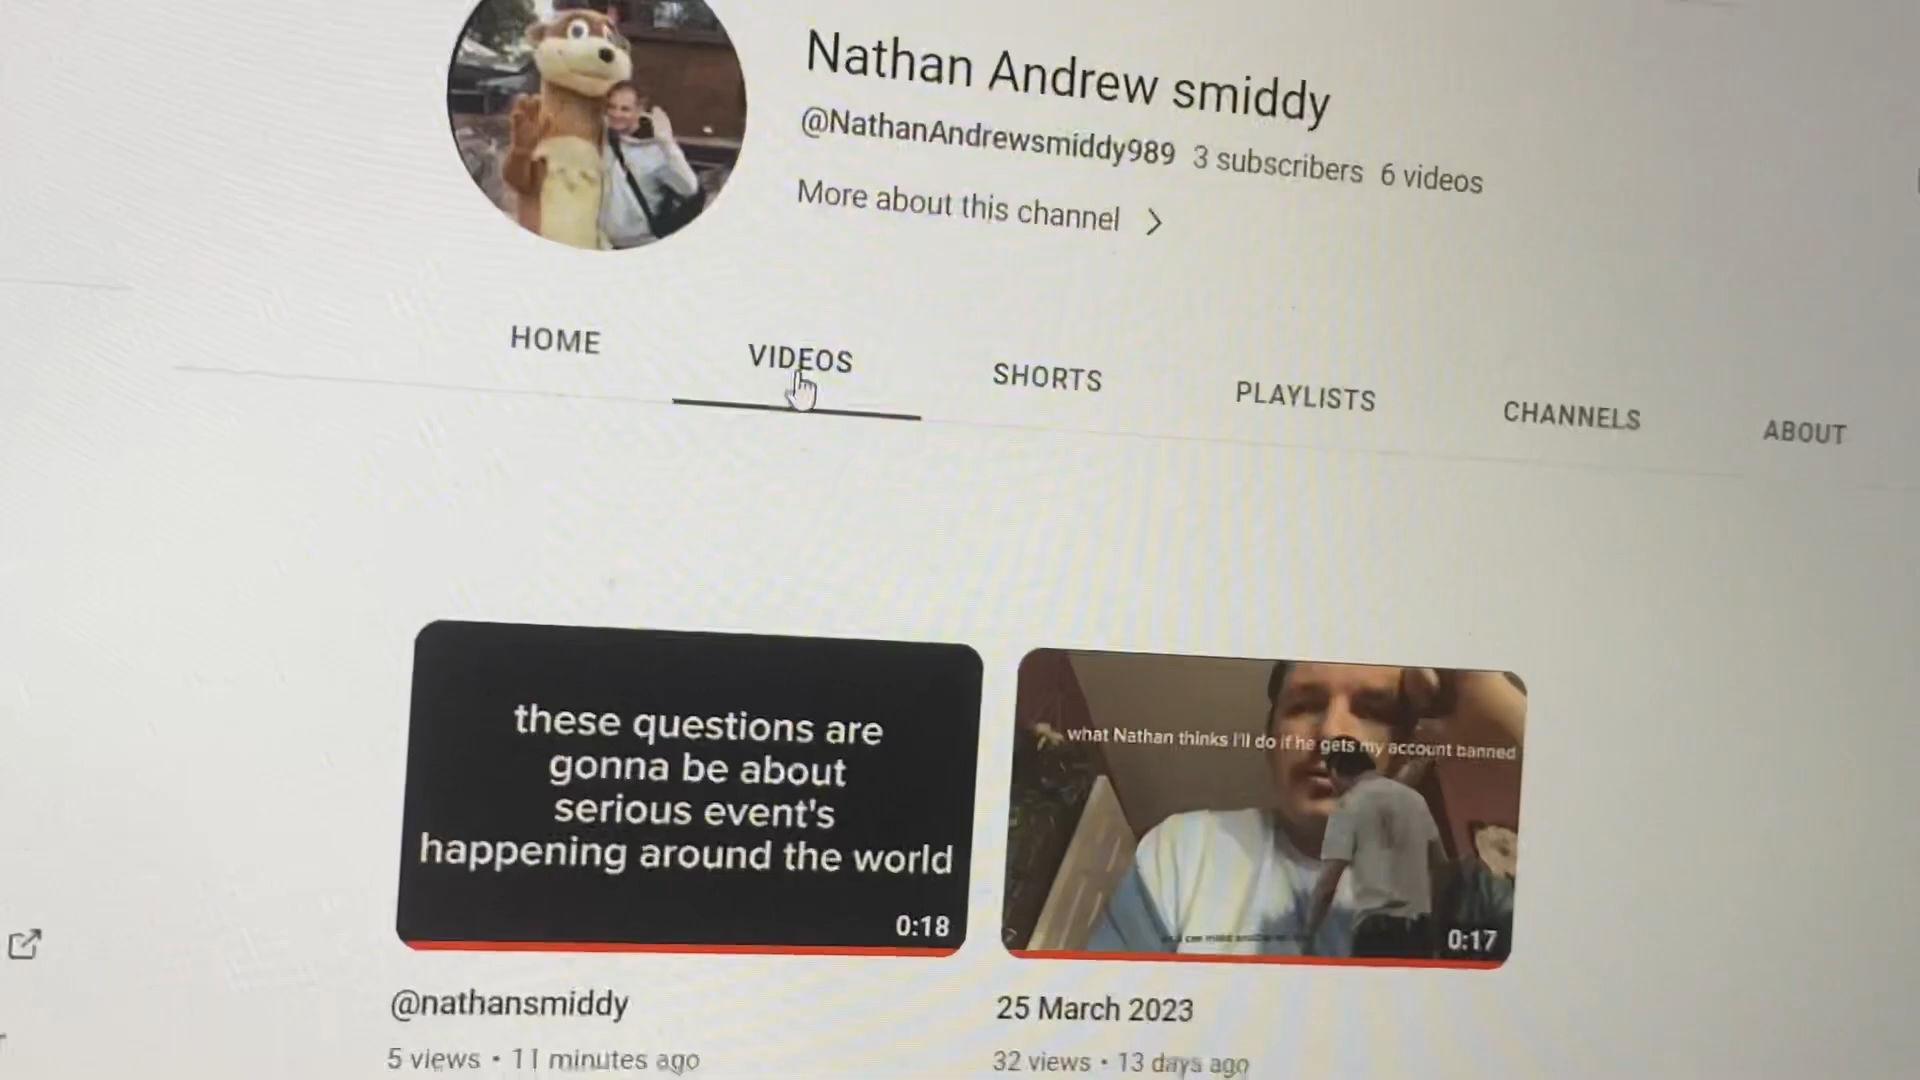 Nathan Andrew smiddy
@NathanAndrewsmiddy989 3 subscribers 6 videos
More about this channel
HOME
VIDEOS
SHORTS
PLAYLISTS
CHANNELS
ABOUT
these questions are
gonna be about
serious event's
happening around the world
0:18
what Nathan thinks I'll do if he gets my account banned
0:17
@nathansmiddy
5 views • 11 minutes ago
25 March 2023
32 views • 13 days ago